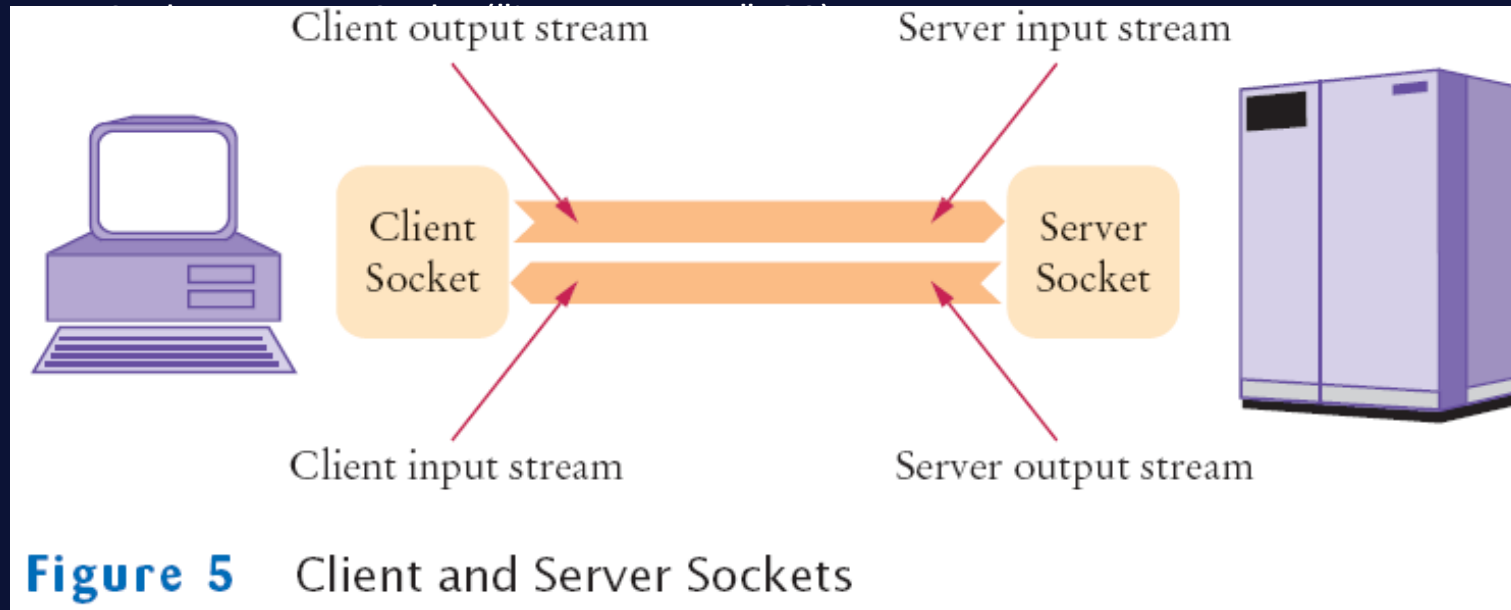 Client output stream
Server input stream
Client
Socket
Server
Socket
Client input stream
Server output stream
Figure 5 Client and Server Sockets